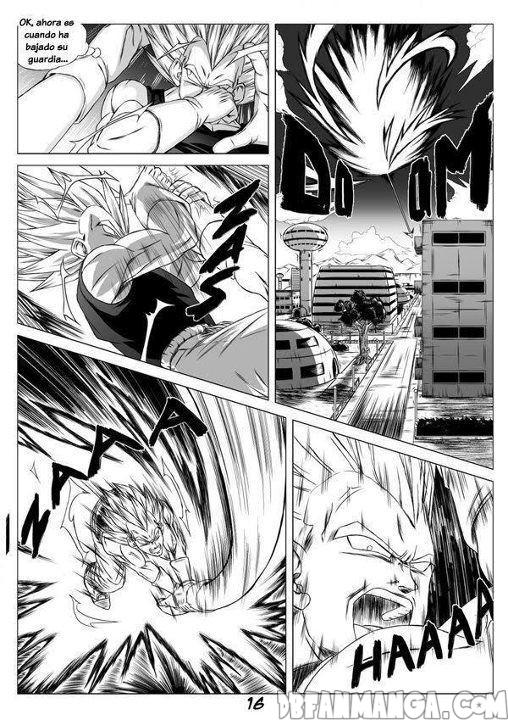 OK, ahora es
cuando ha
bajado su
guardia...
DOOM
ZAS
NAAAA
HAAAA
16
DBFANMANGA.COM